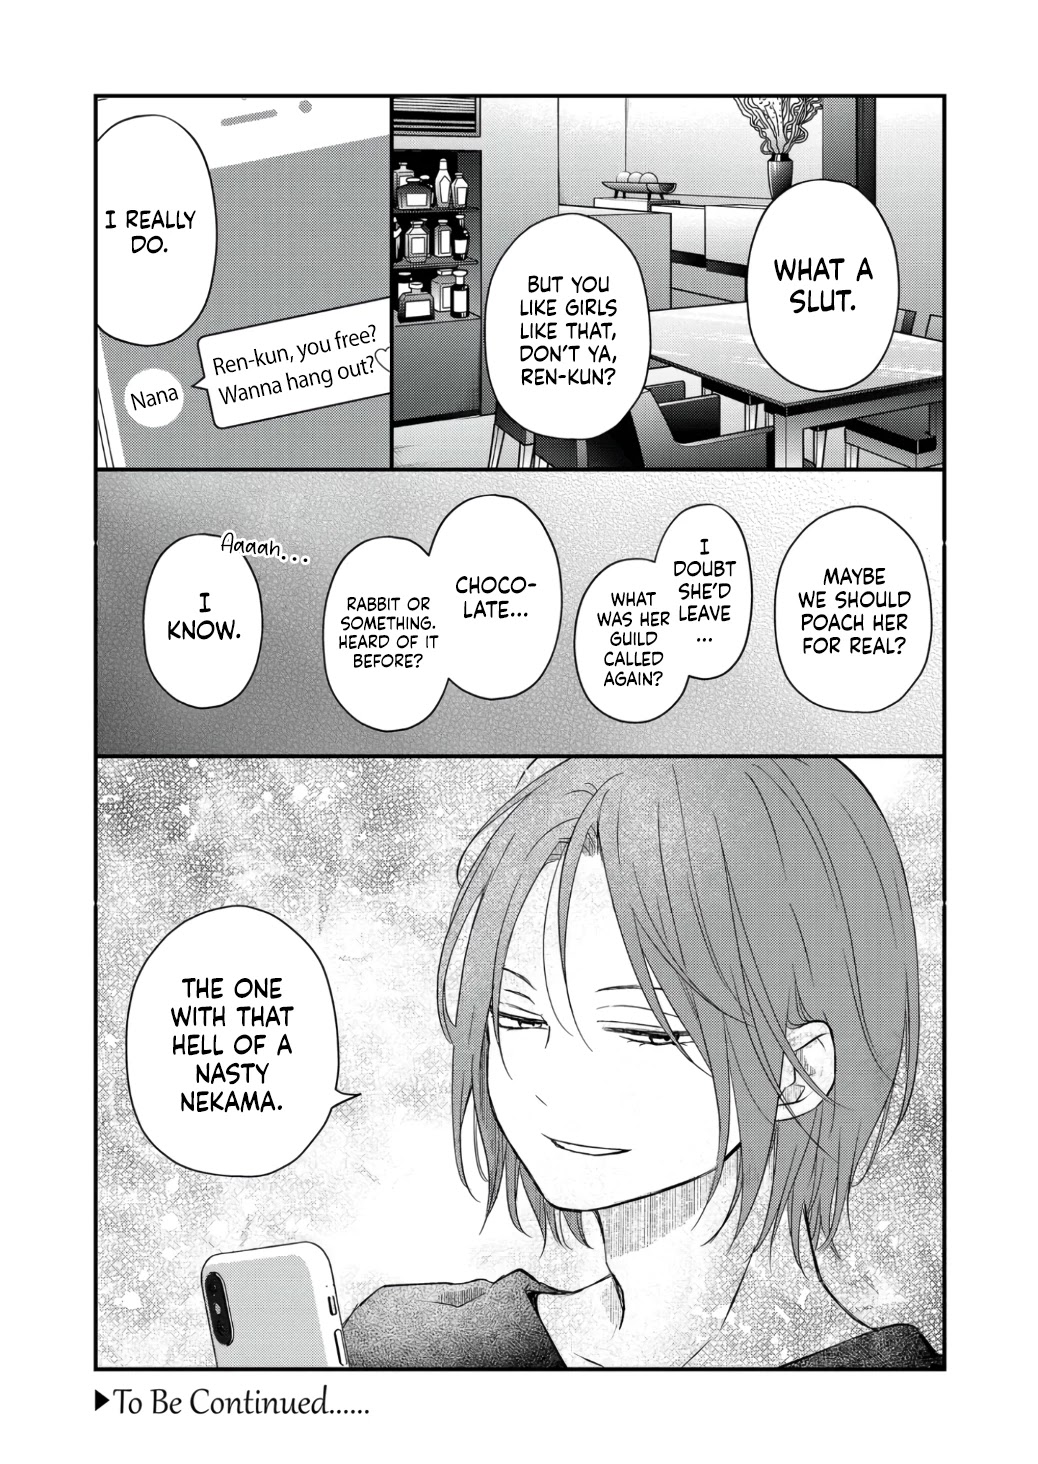 WHAT A
SLUT.
BUT YOU
LIKE GIRLS
LIKE THAT,
DON'T YA,
REN-KUN?
I REALLY
DO.
Ren-kun, you free?
Wanna hang out?♡
Nana
MAYBE
WE SHOULD
POACH HER
FOR REAL?
I
DOUBT
SHE'D
LEAVE
...
WHAT
WAS HER
GUILD
CALLED
AGAIN?
CHOCO-
LATE...
RABBIT OR
SOMETHING.
HEARD OF IT
BEFORE?
Aaaah...
I
KNOW.
THE ONE
WITH THAT
HELL OF A
NASTY
NEKAMA.
▶To Be Continued......